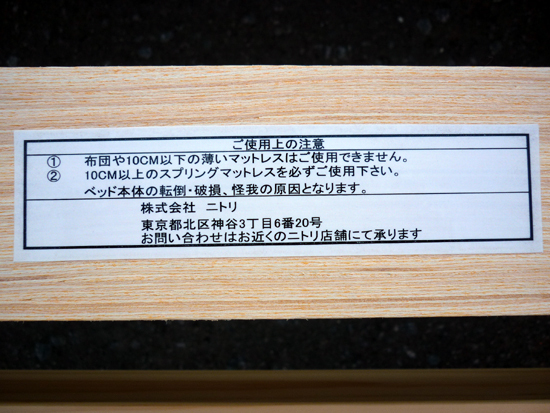 ご使用上の注意
① 布団や10CM以下の薄いマットレスはご使用できません。
② 10CM以上のスプリングマットレスを必ずご使用下さい。
ベッド本体の転倒・破損、怪我の原因となります。
株式会社 ニトリ
東京都北区神谷3丁目6番20号
お問い合わせはお近くのニトリ店舗にて承ります